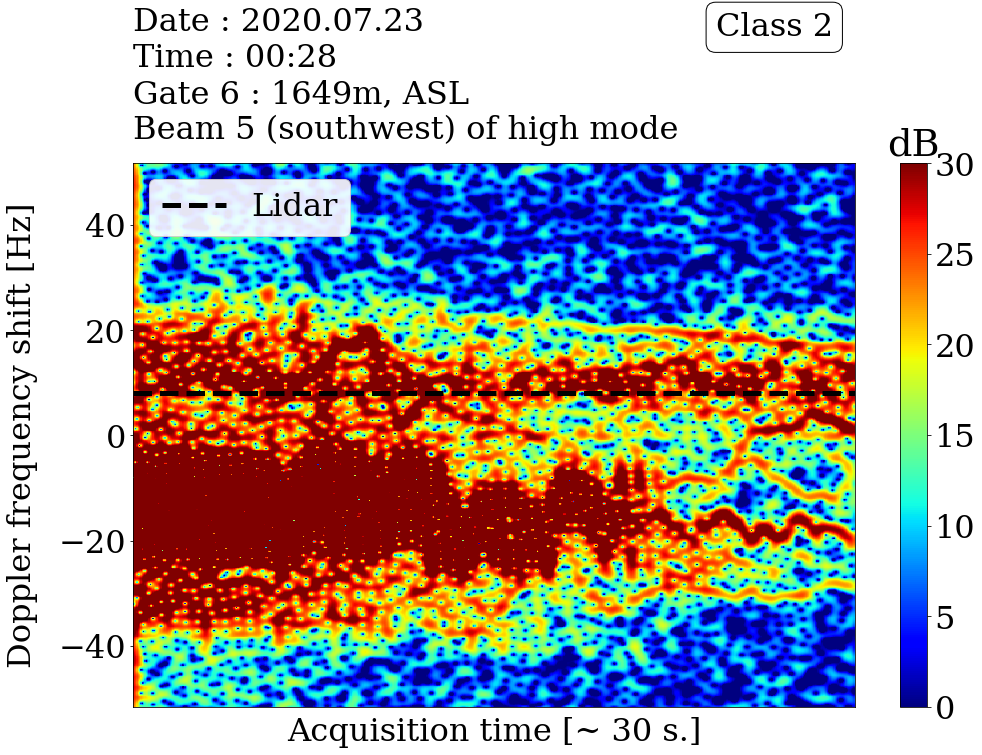 Date : 2020.07.23
Time : 00:28
Gate 6 : 1649m, ASL
Beam 5 (southwest) of high mode
Class 2
dB
Lidar
Doppler frequency shift [Hz]
40
20
0
−20
−40
30
25
20
15
10
5
0
Acquisition time [~ 30 s.]